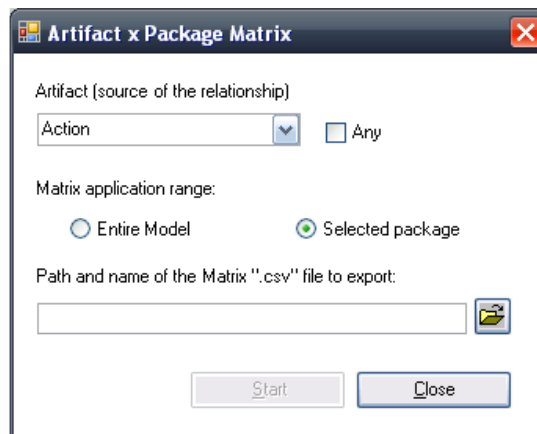 Artifact x Package Matrix
Artifact (source of the relationship)
Action
Any
Matrix application range:
Entire Model
Selected package
Path and name of the Matrix ".csv" file to export:
Start
Close